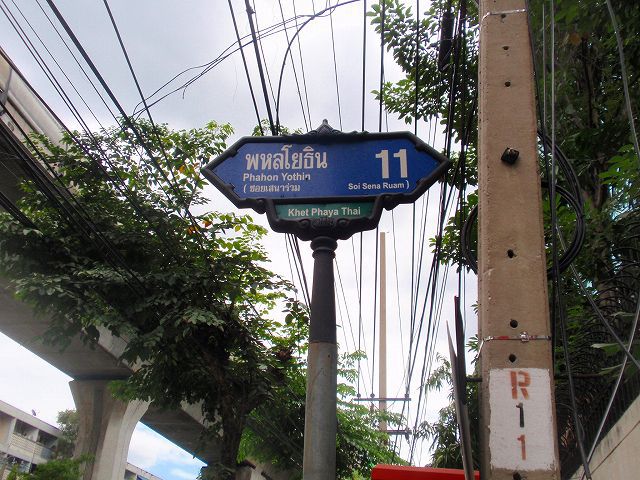 พหลโยธิน 11
Phahon Yothin
(ซอยเสนาร่วม Soi Sena Ruam)
Khet Phaya Thai
R
1
1